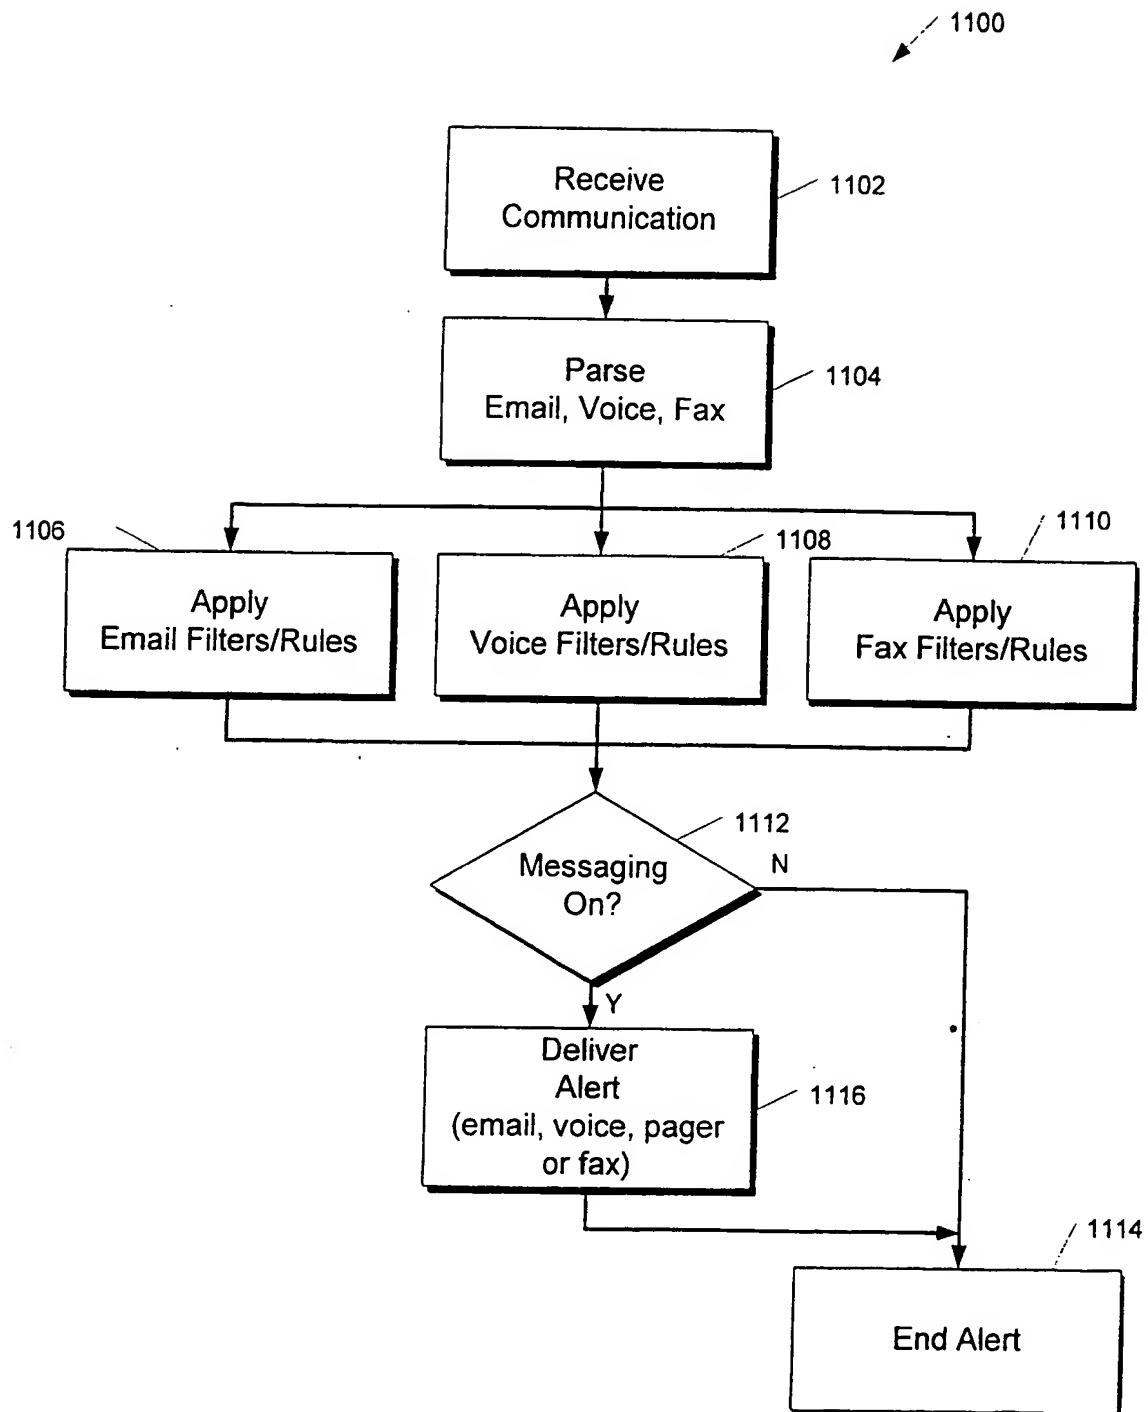 1100
Receive
Communication
1102
Parse
Email, Voice, Fax
1104
1106
1108
1110
Apply
Email Filters/Rules
Apply
Voice Filters/Rules
Apply
Fax Filters/Rules
1112
Messaging
On?
N
Y
Deliver
Alert
(email, voice, pager
or fax)
1116
1114
End Alert